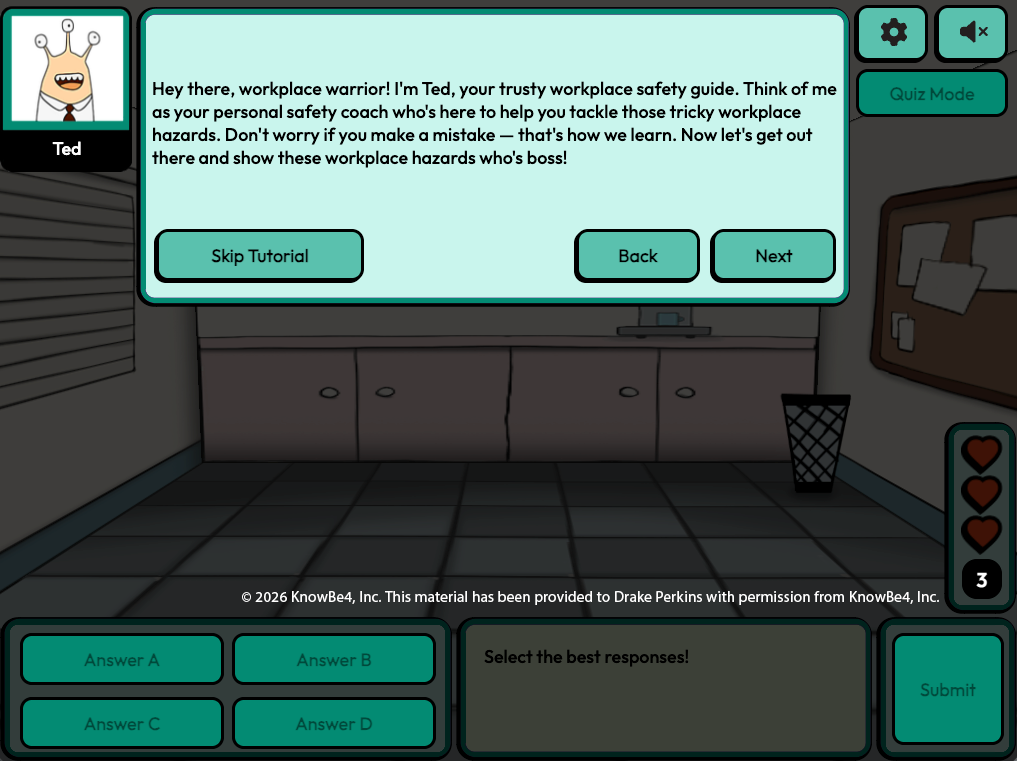 Ted
Hey there, workplace warrior! I'm Ted, your trusty workplace safety guide. Think of me
as your personal safety coach who's here to help you tackle those tricky workplace
hazards. Don't worry if you make a mistake — that's how we learn. Now let's get out
there and show these workplace hazards who's boss!
Skip Tutorial
Back
Next
Quiz Mode
3
© 2026 KnowBe4, Inc. This material has been provided to Drake Perkins with permission from KnowBe4, Inc.
Answer A
Answer B
Answer C
Answer D
Select the best responses!
Submit